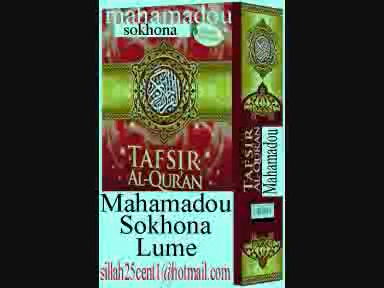 mahamadou
sokhona
TAFSIR
AL-QUR'AN
Mahamadou
Sokhona
Lume
sillah25cent1@hotmail.com
TAFSIR
AL-QUR'AN
Mahamadou